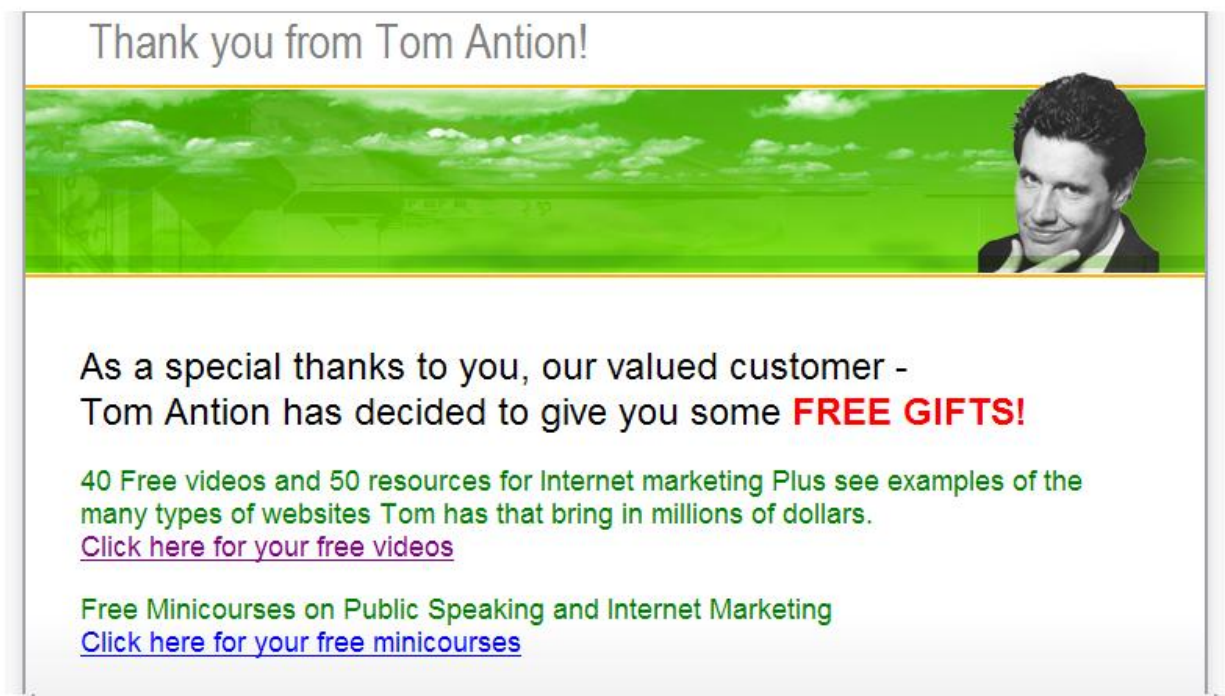 Thank you from Tom Antion!
As a special thanks to you, our valued customer -
Tom Antion has decided to give you some FREE GIFTS!
40 Free videos and 50 resources for Internet marketing Plus see examples of the
many types of websites Tom has that bring in millions of dollars.
Click here for your free videos
Free Minicourses on Public Speaking and Internet Marketing
Click here for your free minicourses